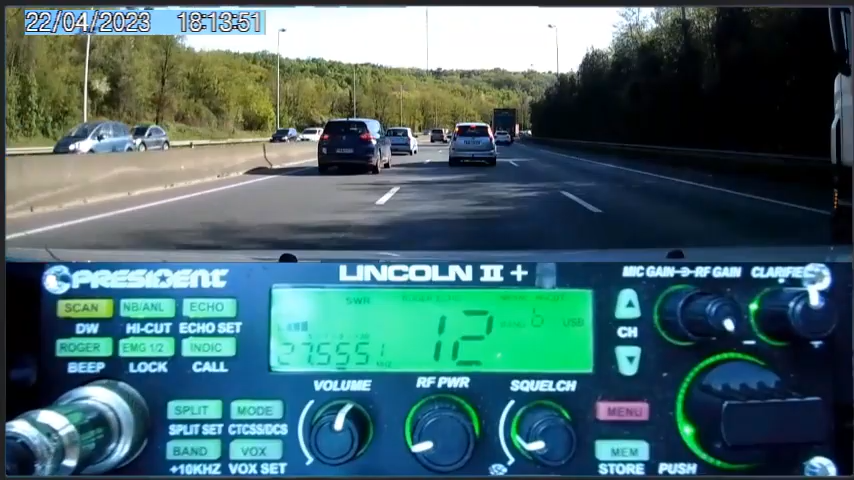 22/04/2023 18:13:51
PRESIDENT
LINCOLN II +
MIC GAIN RF GAIN CLARIFIER
SCAN NB/ANL ECHO
DW HI-CUT ECHO SET
ROGER EMG 1/2 INDIC
BEEP LOCK CALL
SWR
12 BAND b USB
27.555
CH
VOLUME RF PWR SQUELCH
SPLIT MODE
SPLIT SET CTCSS/DCS
BAND VOX
+10KHZ VOX SET
MENU
MEM
STORE PUSH